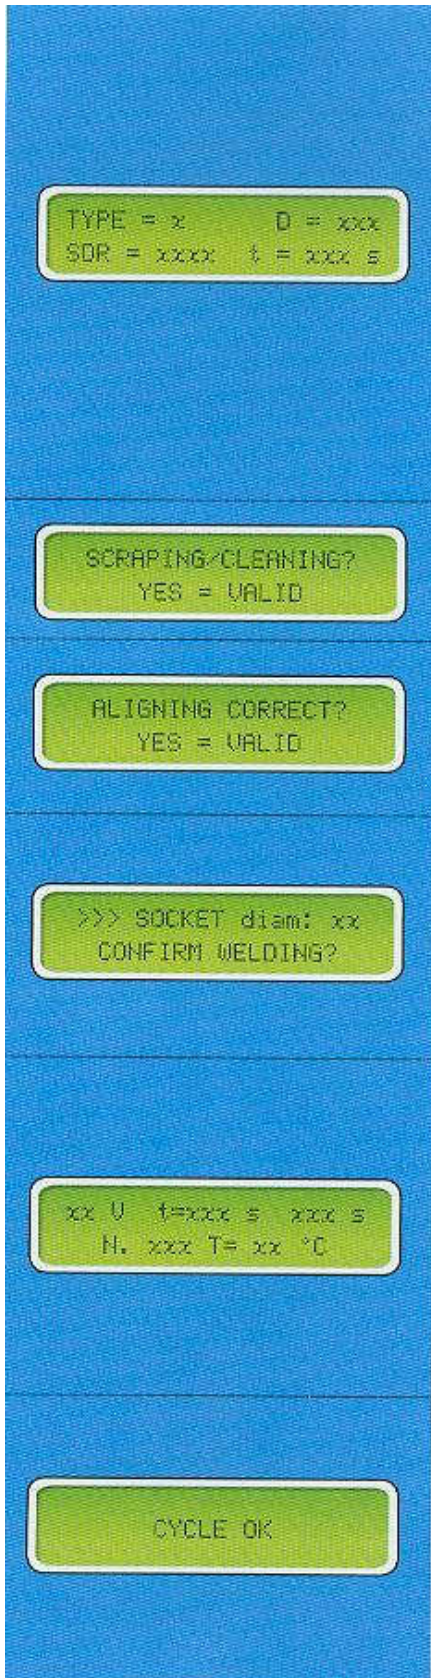 TYPE = x D = xxx
SDR = xxxx t = xxx s
SCRAPING/CLEANING?
YES = VALID
ALIGNING CORRECT?
YES = VALID
>>> SOCKET diam: xx
CONFIRM WELDING?
xx V t=xxx s xxx s
N. xxx T= xx °C
CYCLE OK